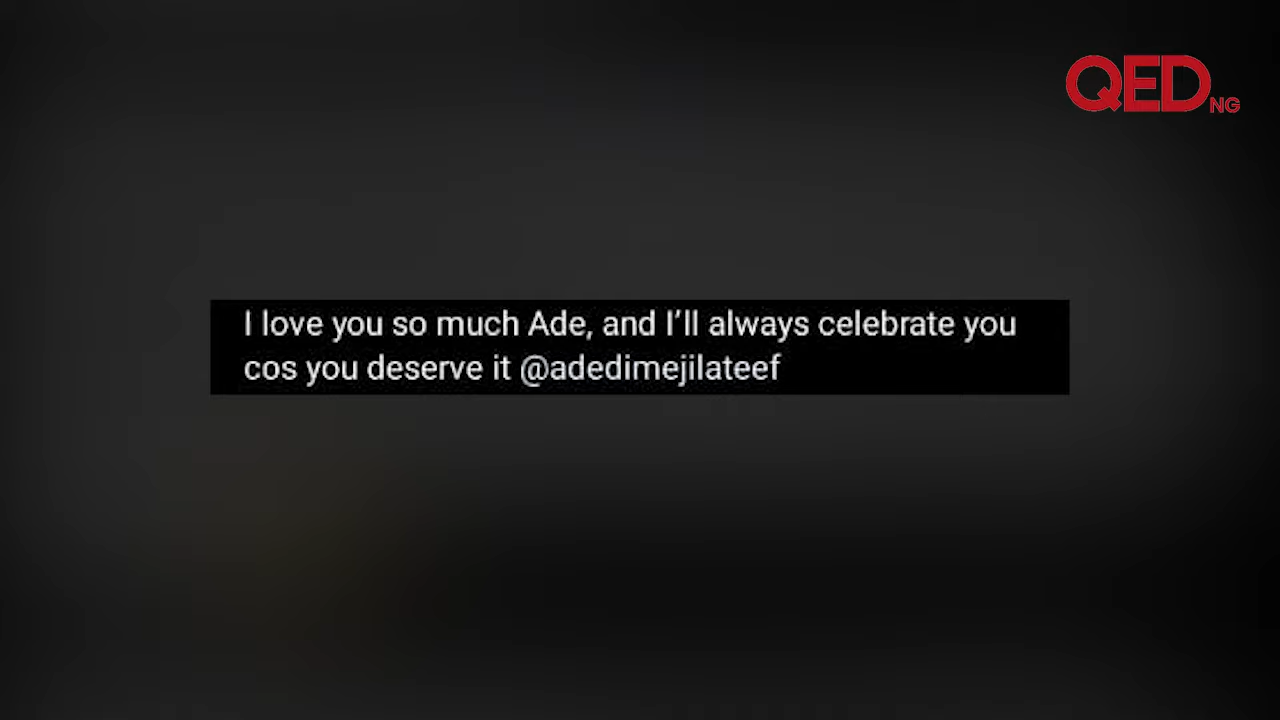 QED NG
I love you so much Ade, and I’ll always celebrate you
cos you deserve it @adedimejilateef